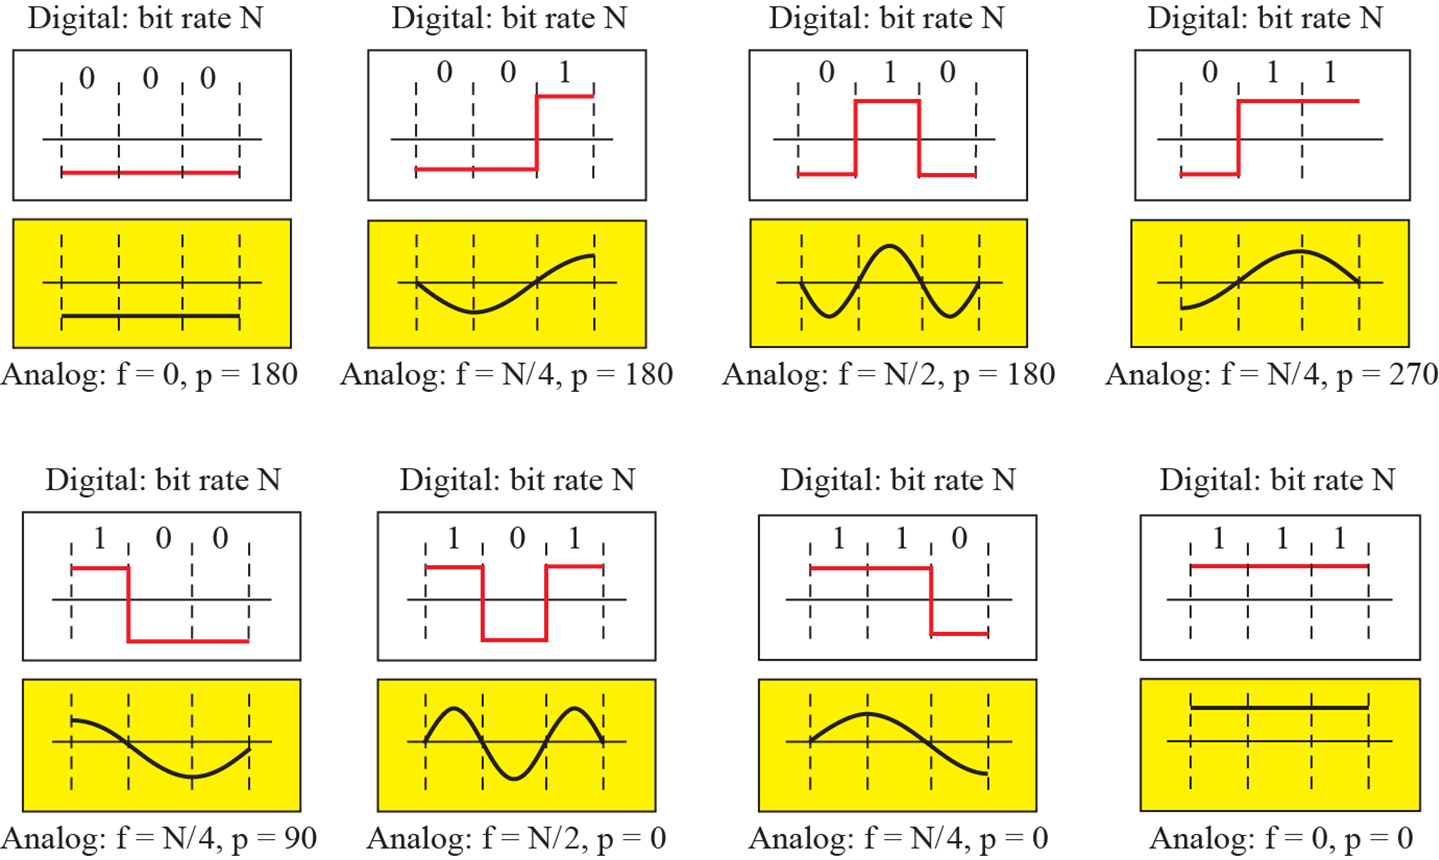 Digital: bit rate N
Digital: bit rate N
Digital: bit rate N
Digital: bit rate N
0 0 0
0 0 1
0 1 0
0 1 1
Analog: f = 0, p = 180
Analog: f = N/4, p = 180
Analog: f = N/2, p = 180
Analog: f = N/4, p = 270
Digital: bit rate N
Digital: bit rate N
Digital: bit rate N
Digital: bit rate N
1 0 0
1 0 1
1 1 0
1 1 1
Analog: f = N/4, p = 90
Analog: f = N/2, p = 0
Analog: f = N/4, p = 0
Analog: f = 0, p = 0